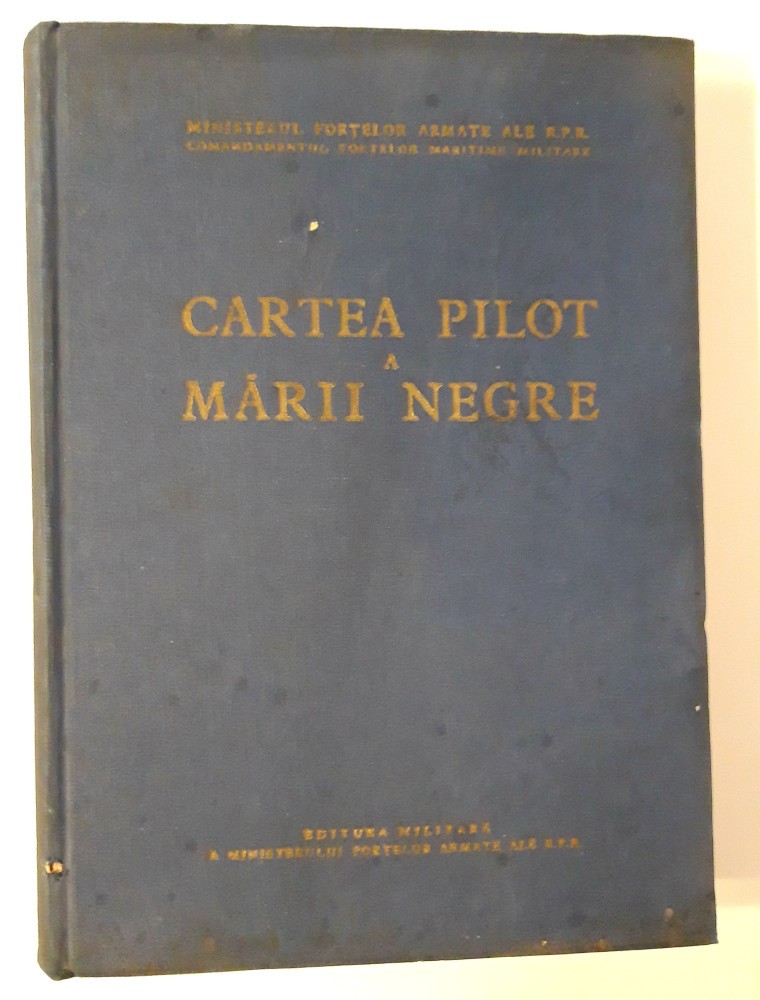 MINISTERUL FORȚELOR ARMATE ALE R.P.R.
COMANDAMENTUL FORȚELOR MARITIME MILITARE
CARTEA PILOT
A
MĂRII NEGRE
EDITURA MILITARĂ
A MINISTERULUI FORȚELOR ARMATE ALE R.P.R.